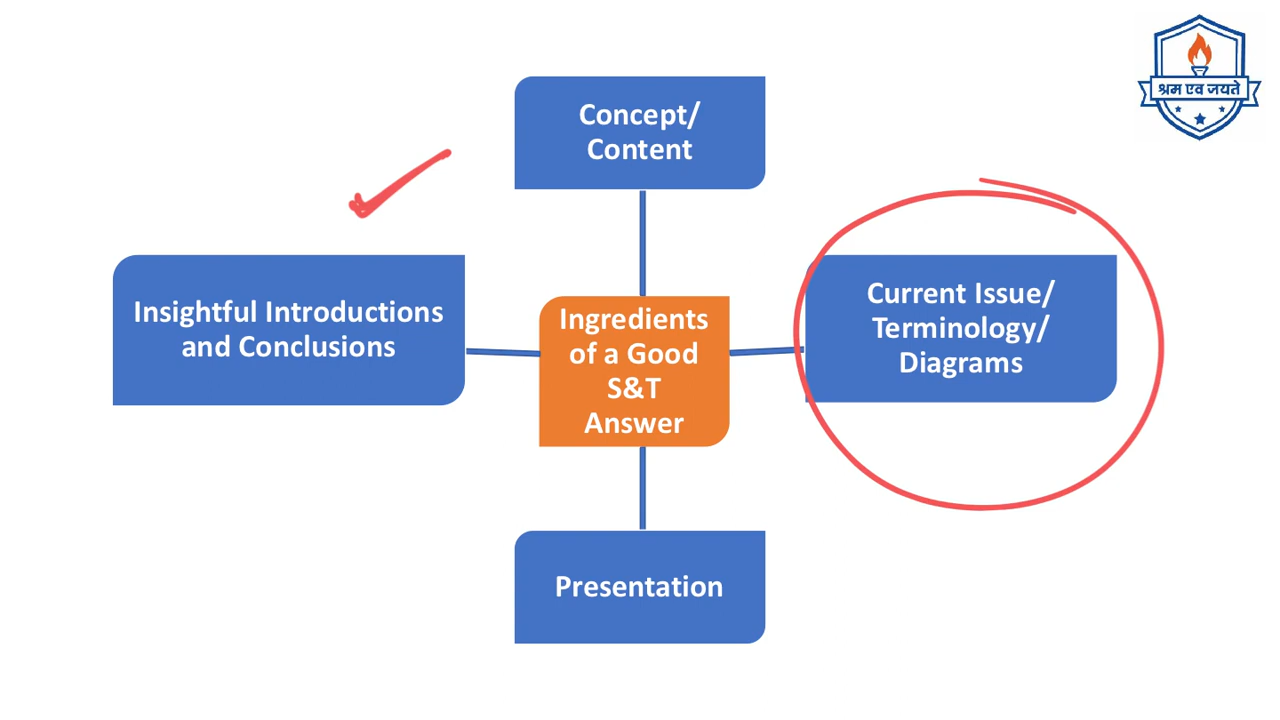 श्रम एव जयते
Concept/
Content
Insightful Introductions
and Conclusions
Ingredients
of a Good
S&T
Answer
Current Issue/
Terminology/
Diagrams
Presentation